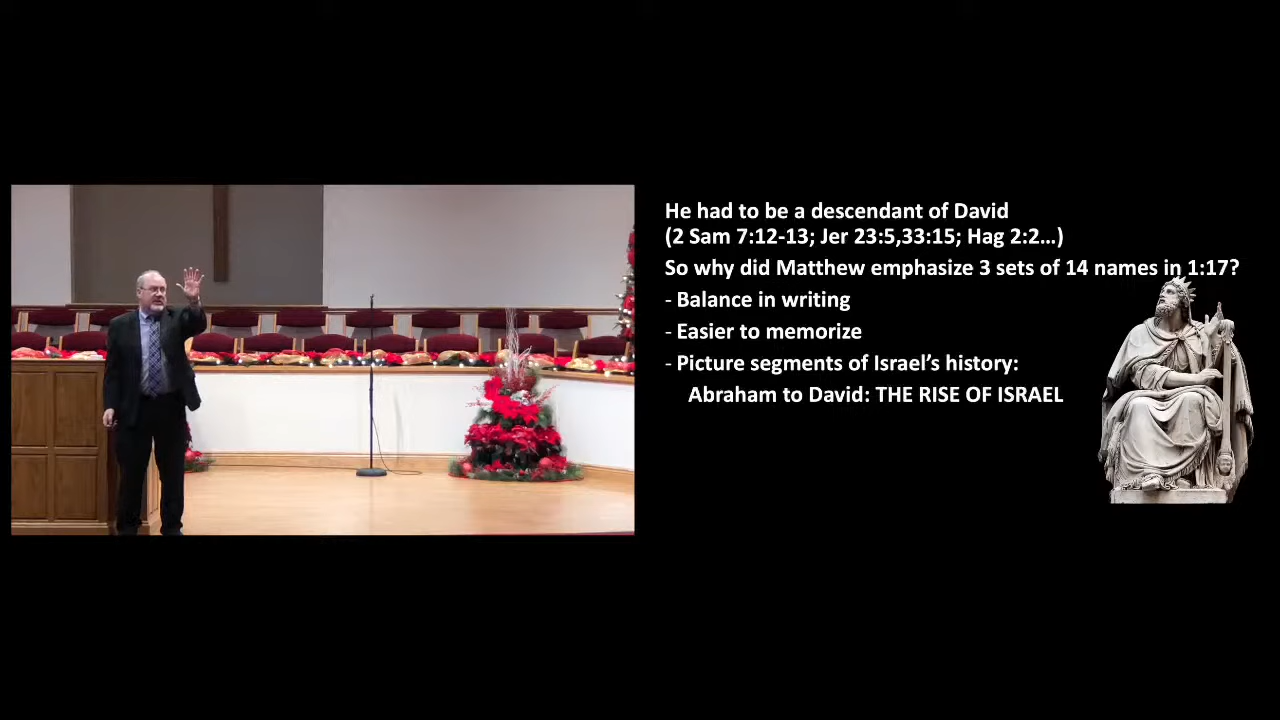 He had to be a descendant of David
(2 Sam 7:12-13; Jer 23:5,33:15; Hag 2:2...)
So why did Matthew emphasize 3 sets of 14 names in 1:17?
- Balance in writing
- Easier to memorize
- Picture segments of Israel's history:
Abraham to David: THE RISE OF ISRAEL